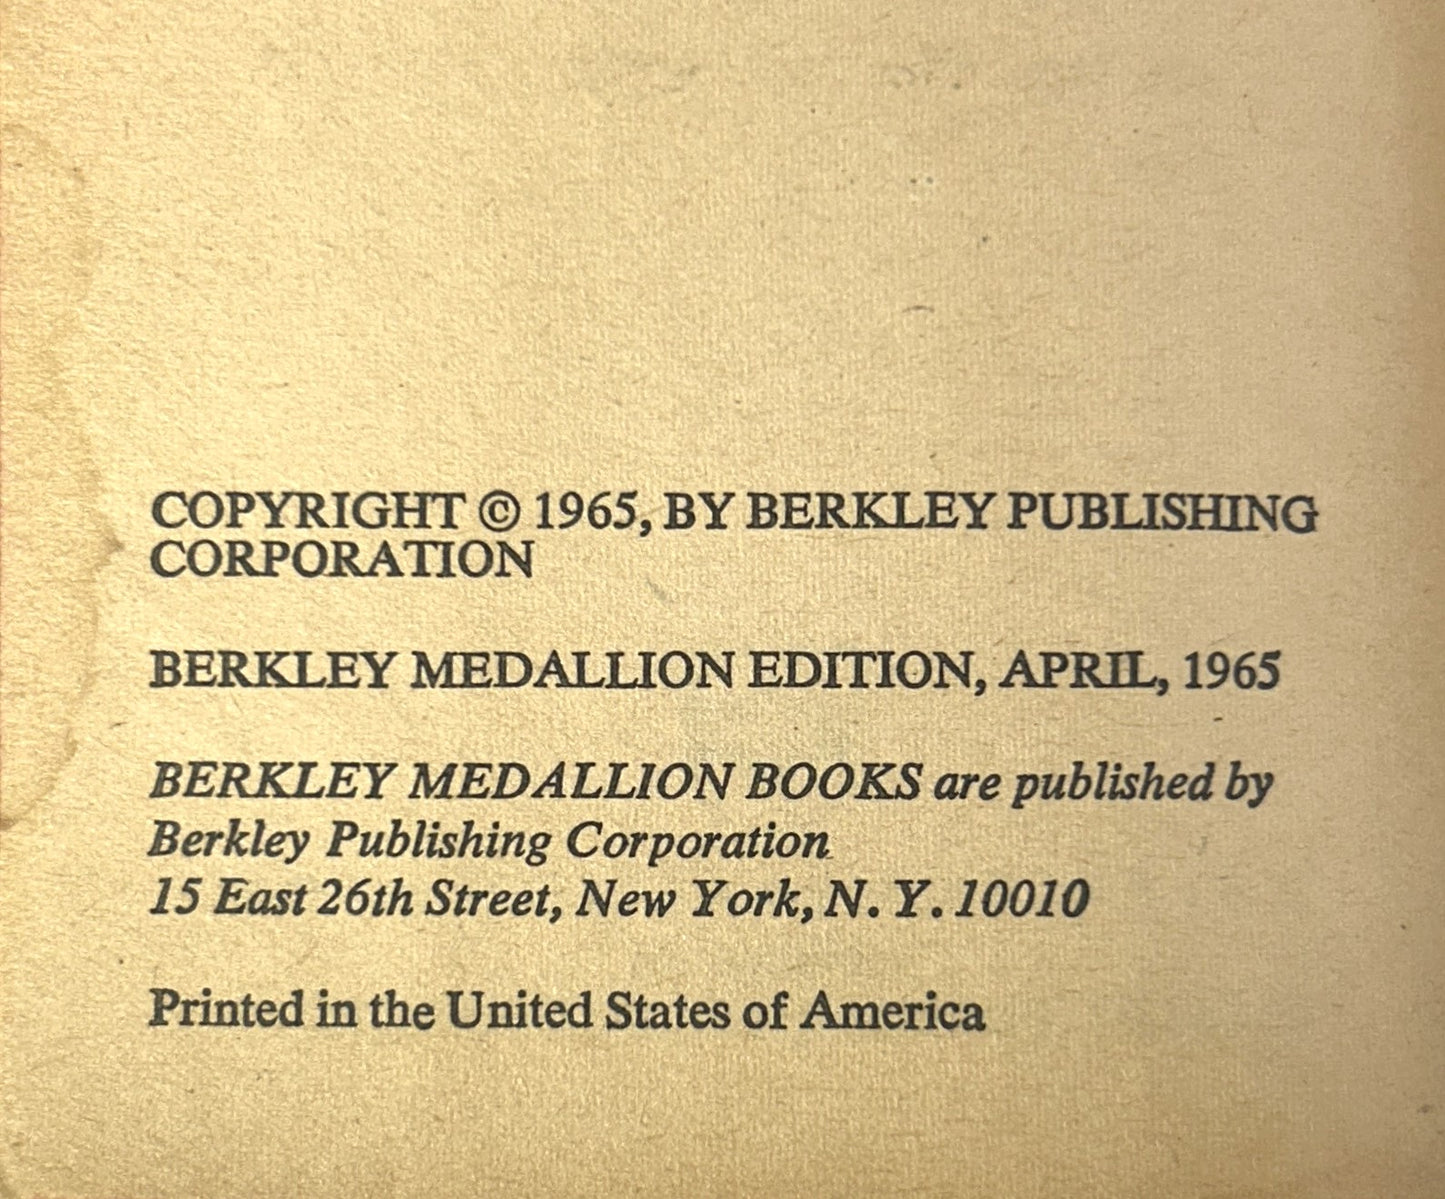 COPYRIGHT © 1965, BY BERKLEY PUBLISHING
CORPORATION
BERKLEY MEDALLION EDITION, APRIL, 1965
BERKLEY MEDALLION BOOKS are published by
Berkley Publishing Corporation
15 East 26th Street, New York, N. Y. 10010
Printed in the United States of America